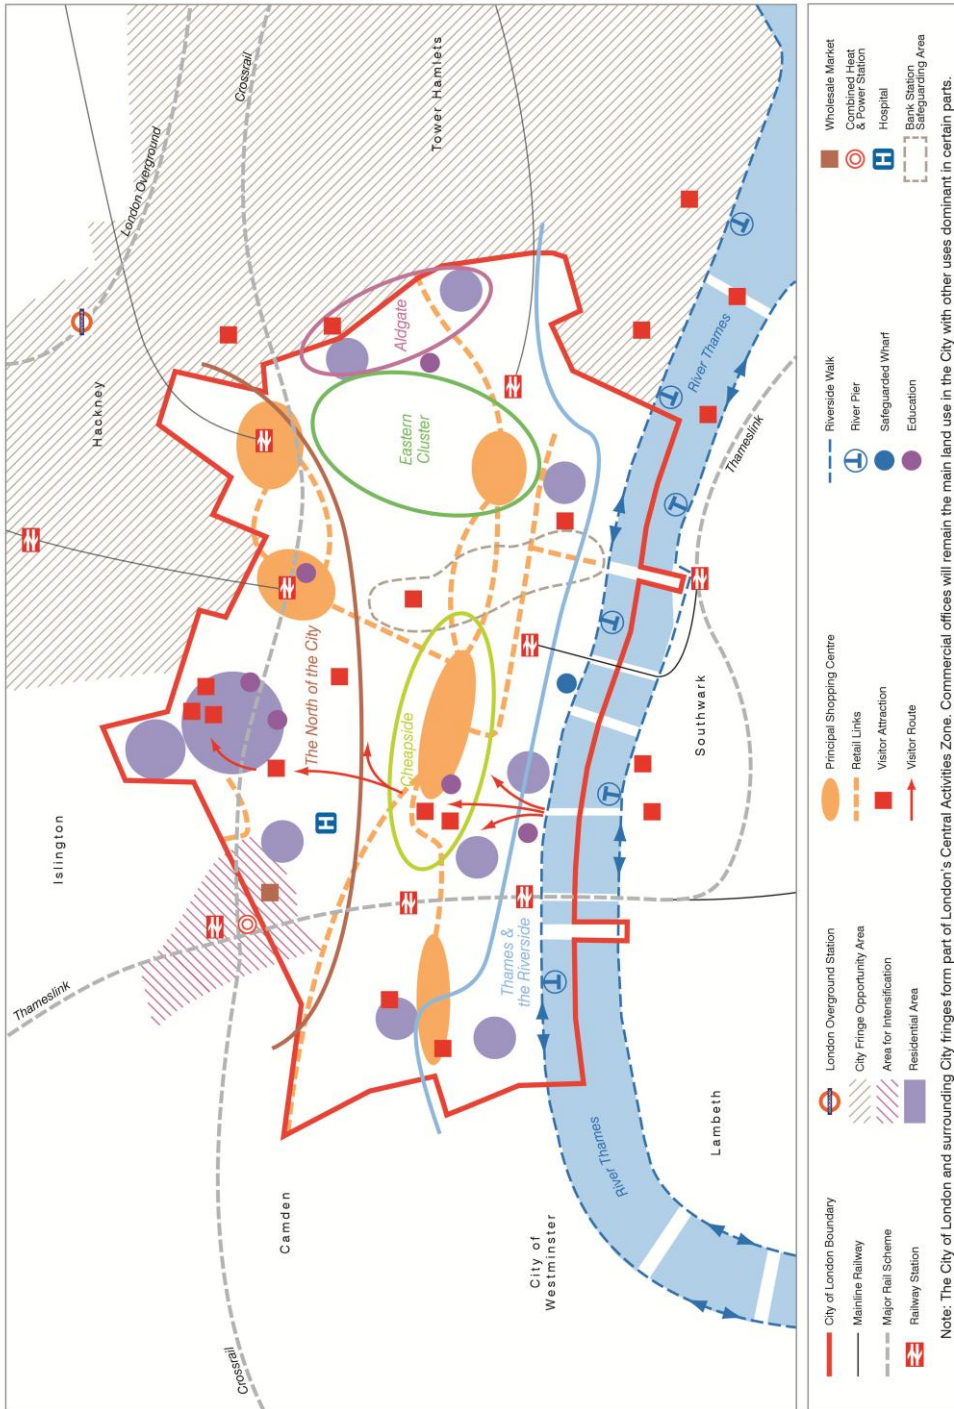 Hackney
London Overground
Crossrail
Tower Hamlets
Islington
Thameslink
The North of the City
Aldgate
Eastern
Cluster
Cheapside
Thames &
the Riverside
Camden
Crossrail
City of
Westminster
River Thames
Lambeth
Southwark
Thameslink
River Thames
H
City of London Boundary
Mainline Railway
Major Rail Scheme
Railway Station
London Overground Station
City Fringe Opportunity Area
Area for Intensification
Residential Area
Principal Shopping Centre
Retail Links
Visitor Attraction
Visitor Route
Riverside Walk
River Pier
Safeguarded Wharf
Education
Wholesale Market
Combined Heat
& Power Station
H
Hospital
Bank Station
Safeguarding Area
Note: The City of London and surrounding City fringes form part of London's Central Activities Zone. Commercial offices will remain the main land use in the City with other uses dominant in certain parts.